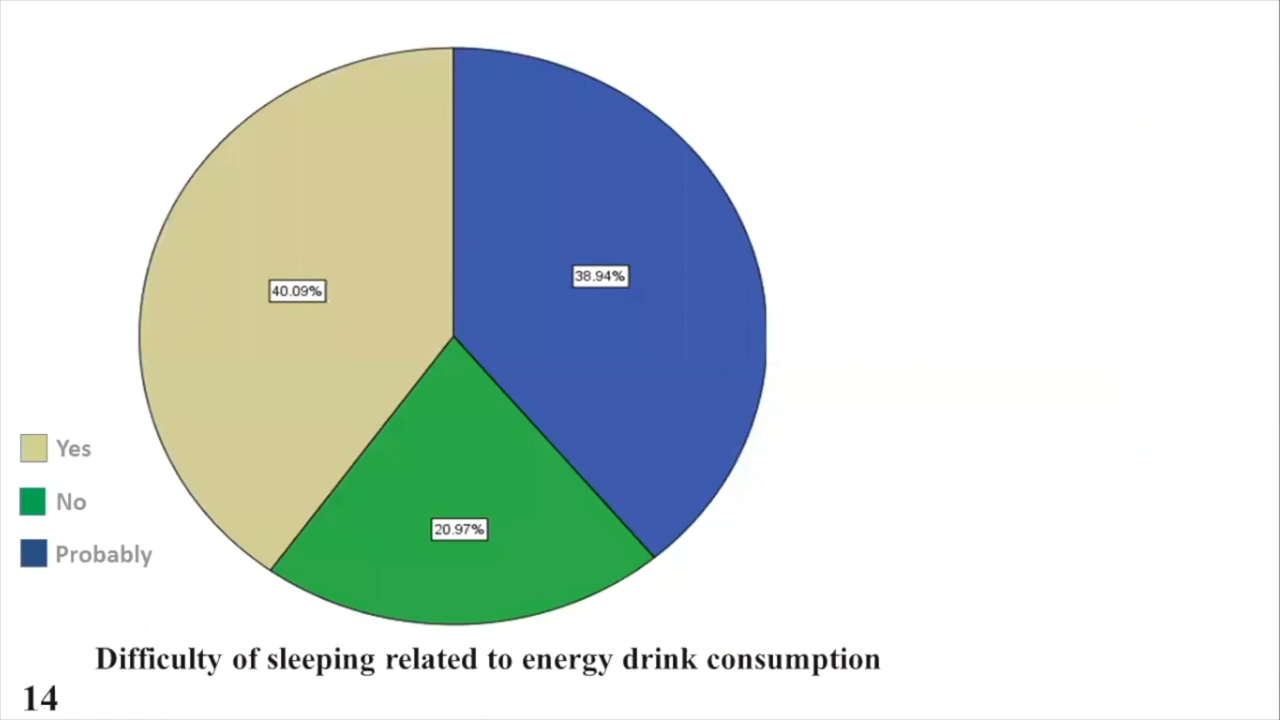 38.94%
40.09%
Yes
No
20.97%
Probably
Difficulty of sleeping related to energy drink consumption
14